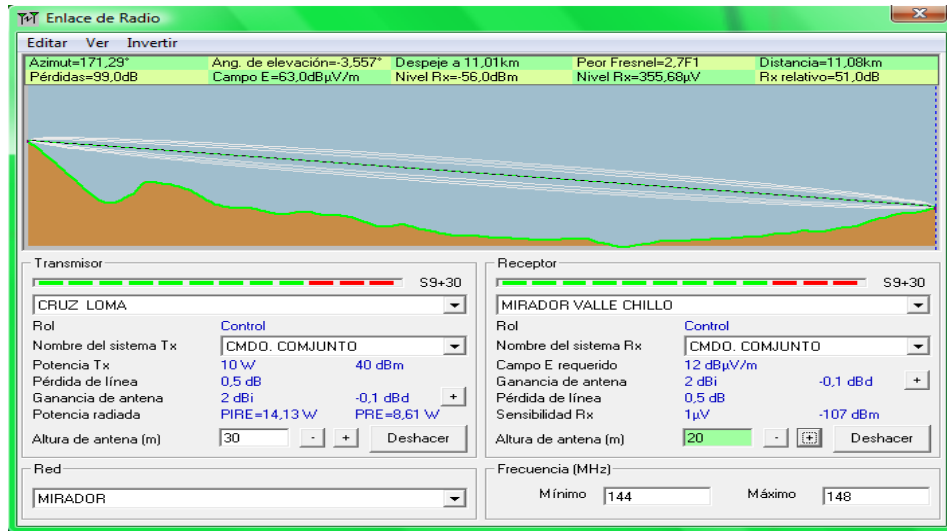 Enlace de Radio
Editar Ver Invertir
Azimut=171,29° Ang. de elevación=-3,557° Despeje a 11,01km Peor Fresnel=2,7F1 Distancia=11,08km
Pérdidas=99,0dB Campo E=63,0dBµV/m Nivel Rx=-56,0dBm Nivel Rx=355,68µV Rx relativo=51,0dB
Transmisor
S9+30
CRUZ LOMA
Rol Control
Nombre del sistema Tx CMDO. COMJUNTO
Potencia Tx 10 W 40 dBm
Pérdida de línea 0,5 dB
Ganancia de antena 2 dBi -0,1 dBd +
Potencia radiada PIRE=14,13 W PRE=8,61 W
Altura de antena (m) 30 - + Deshacer
Red
MIRADOR
Receptor
S9+30
MIRADOR VALLE CHILLO
Rol Control
Nombre del sistema Rx CMDO. COMJUNTO
Campo E requerido 12 dBµV/m
Ganancia de antena 2 dBi -0,1 dBd +
Pérdida de línea 0,5 dB
Sensibilidad Rx 1µV -107 dBm
Altura de antena (m) 20 - + Deshacer
Frecuencia (MHz)
Mínimo 144 Máximo 148